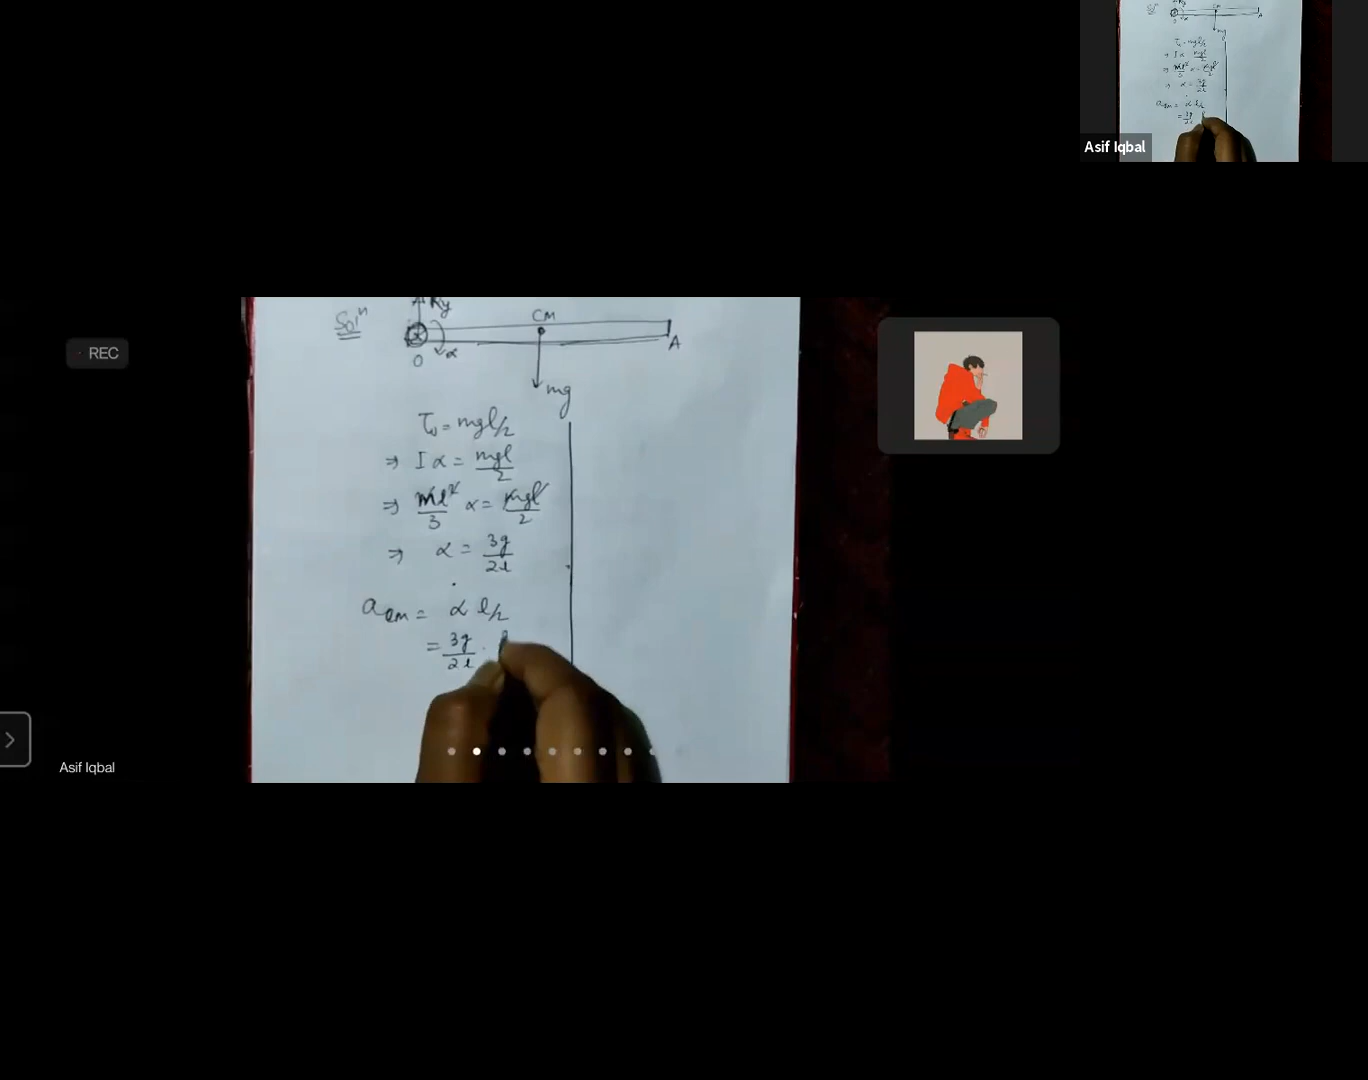 Asif Iqbal
REC
Solⁿ
Ry
CM
α
O
A
mg
τ₀ = mgl/2
⇒ I α = mgl/2
⇒ ml²/3 α = mgl/2
⇒ α = 3g/2l
a_cm = α l/2
= 3g/2l · l
Asif Iqbal